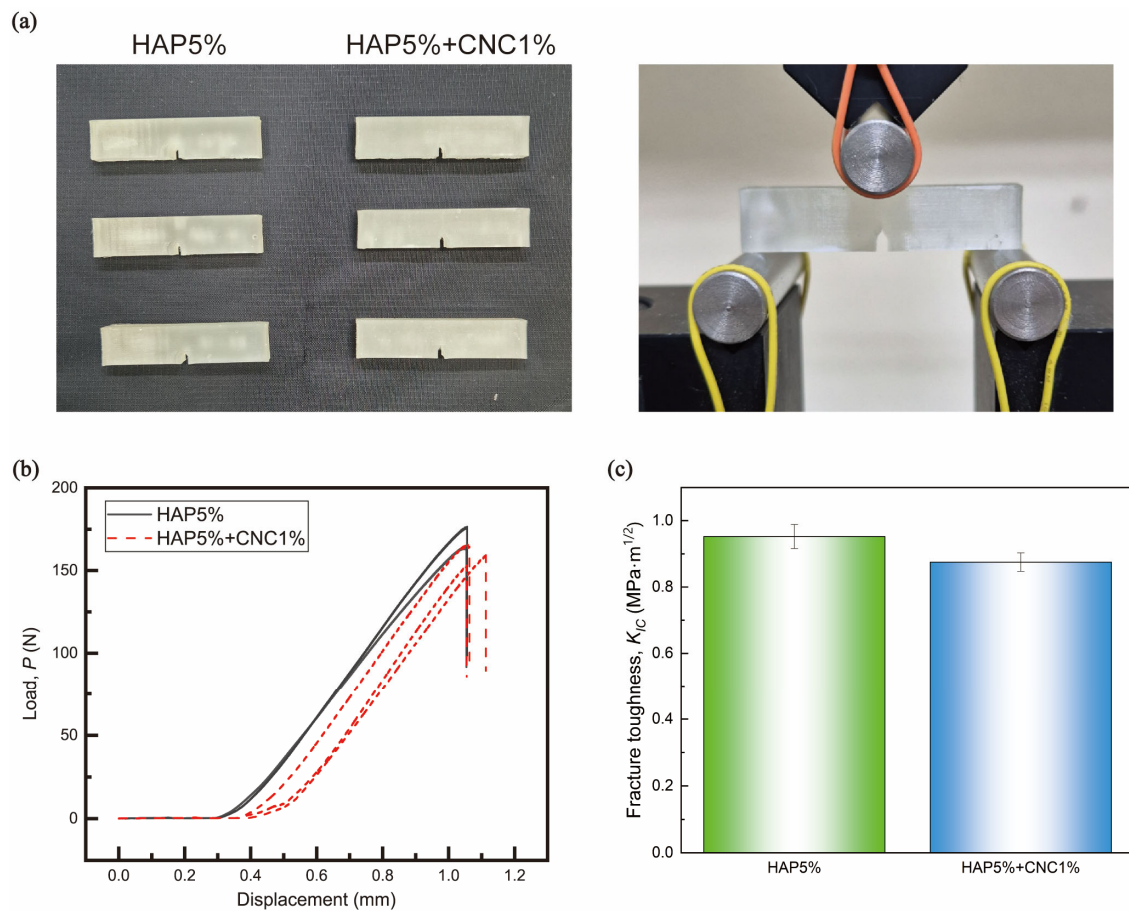 (a)
HAP5%
HAP5%+CNC1%
(b)
200
150
100
50
0
Load, P (N)
HAP5%
HAP5%+CNC1%
0.0
0.2
0.4
0.6
0.8
1.0
1.2
Displacement (mm)
(c)
1.0
0.8
0.6
0.4
0.2
0.0
Fracture toughness, K_IC (MPa·m^1/2)
HAP5%
HAP5%+CNC1%